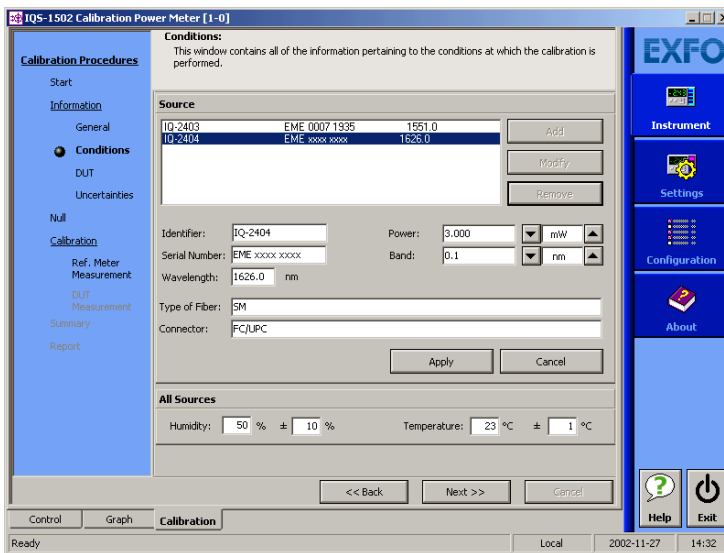 IQS-1502 Calibration Power Meter [1-0]
Calibration Procedures
Start
Information
General
Conditions
DUT
Uncertainties
Null
Calibration
Ref. Meter
Measurement
DUT
Measurement
Summary
Report
Conditions:
This window contains all of the information pertaining to the conditions at which the calibration is
performed.
Source
IQ-2403 EME 0007 1935 1551.0
IQ-2404 EME xxxx xxxx 1626.0
Add
Modify
Remove
Identifier: IQ-2404 Power: 3.000 mW
Serial Number: EME xxxx xxxx Band: 0.1 nm
Wavelength: 1626.0 nm
Type of Fiber: SM
Connector: FC/UPC
Apply Cancel
All Sources
Humidity: 50 % ± 10 % Temperature: 23 °C ± 1 °C
<< Back Next >> Cancel
Control Graph Calibration
Ready Local 2002-11-27 14:32
EXFO
Instrument
Settings
Configuration
About
Help Exit